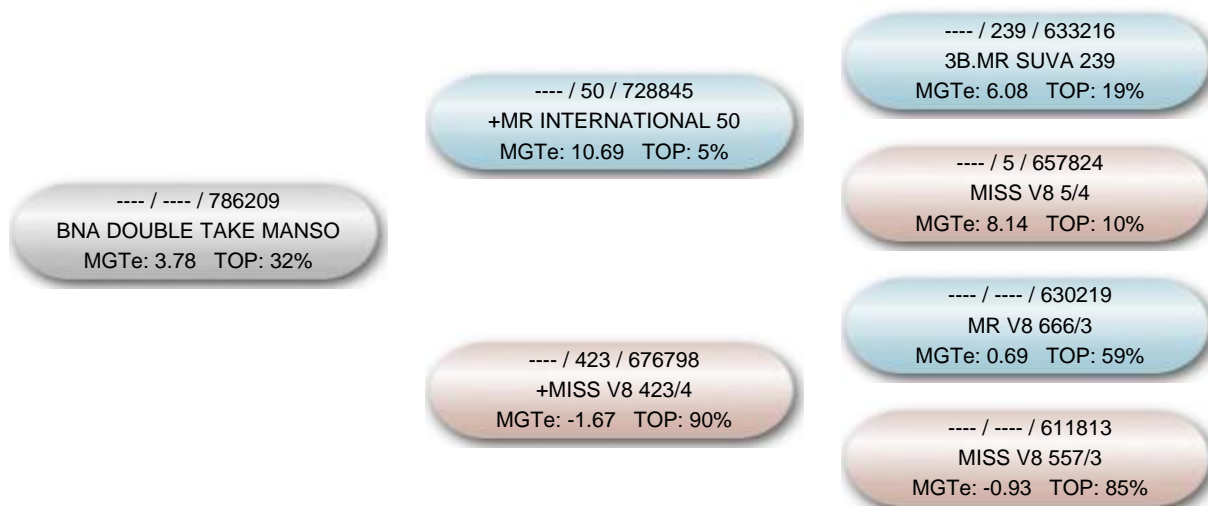 ---- / ---- / 786209
BNA DOUBLE TAKE MANSO
MGTe: 3.78 TOP: 32%
---- / 50 / 728845
+MR INTERNATIONAL 50
MGTe: 10.69 TOP: 5%
---- / 423 / 676798
+MISS V8 423/4
MGTe: -1.67 TOP: 90%
---- / 239 / 633216
3B.MR SUVA 239
MGTe: 6.08 TOP: 19%
---- / 5 / 657824
MISS V8 5/4
MGTe: 8.14 TOP: 10%
---- / ---- / 630219
MR V8 666/3
MGTe: 0.69 TOP: 59%
---- / ---- / 611813
MISS V8 557/3
MGTe: -0.93 TOP: 85%